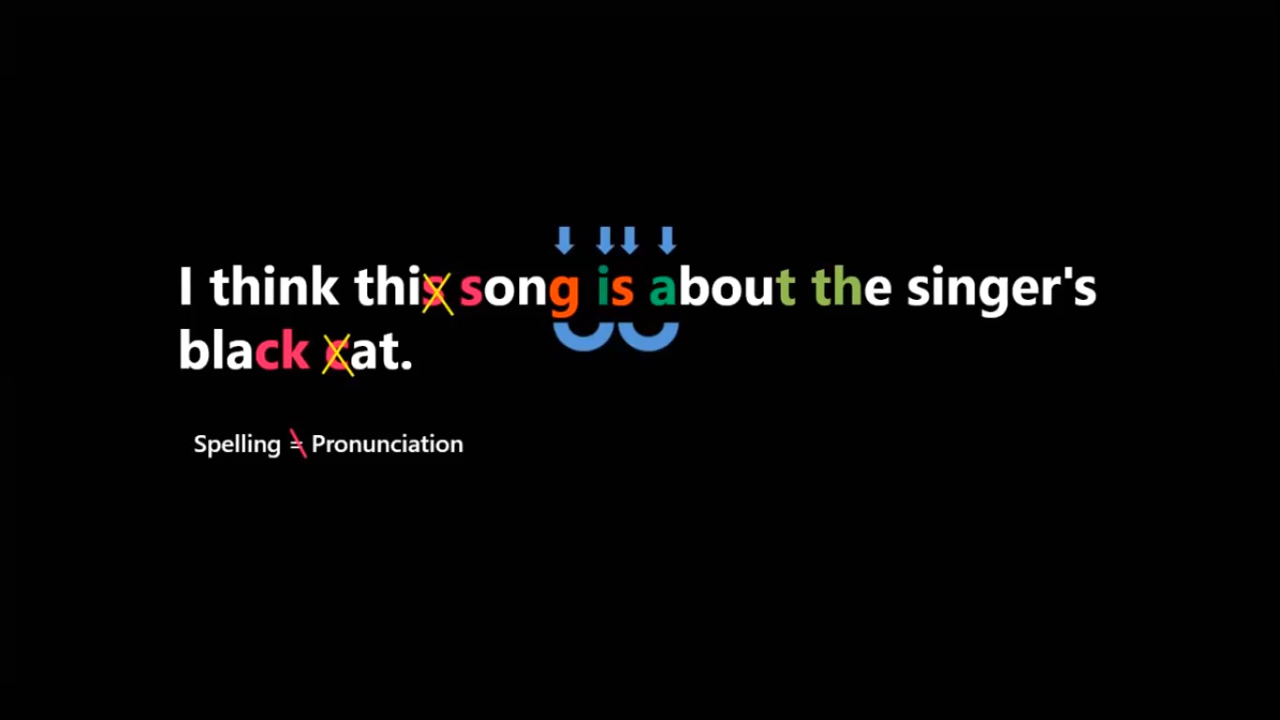 I think this song is about the singer's
black cat.
Spelling = Pronunciation